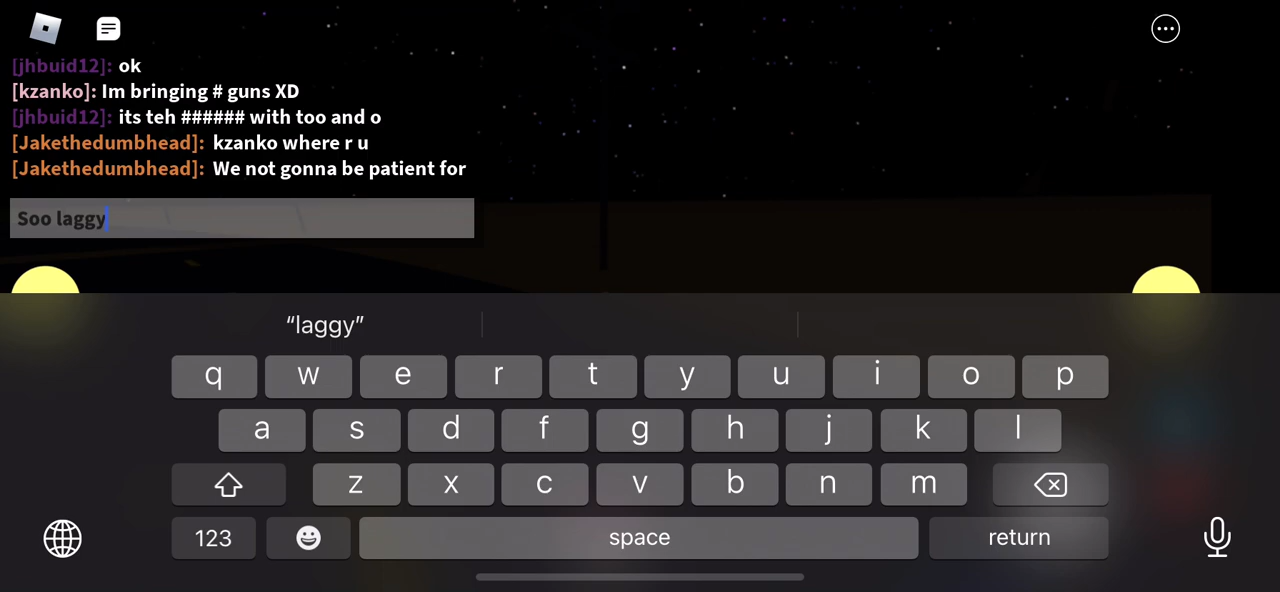 [jhbuid12]: ok
[kzanko]: Im bringing # guns XD
[jhbuid12]: its teh ###### with too and o
[Jakethedumbhead]: kzanko where r u
[Jakethedumbhead]: We not gonna be patient for
Soo laggy
“laggy”
q w e r t y u i o p
a s d f g h j k l
z x c v b n m
123 space return